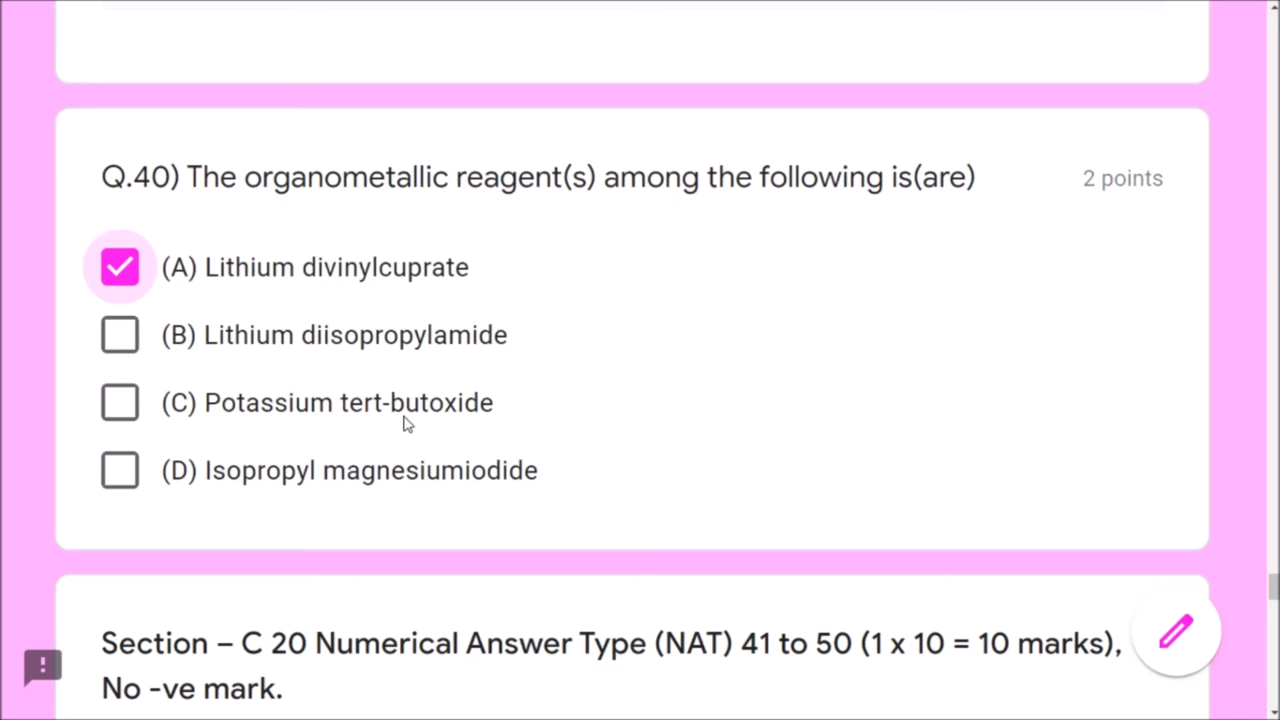 Q.40) The organometallic reagent(s) among the following is(are)
2 points
(A) Lithium divinylcuprate
(B) Lithium diisopropylamide
(C) Potassium tert-butoxide
(D) Isopropyl magnesiumiodide
Section – C 20 Numerical Answer Type (NAT) 41 to 50 (1 x 10 = 10 marks),
No -ve mark.